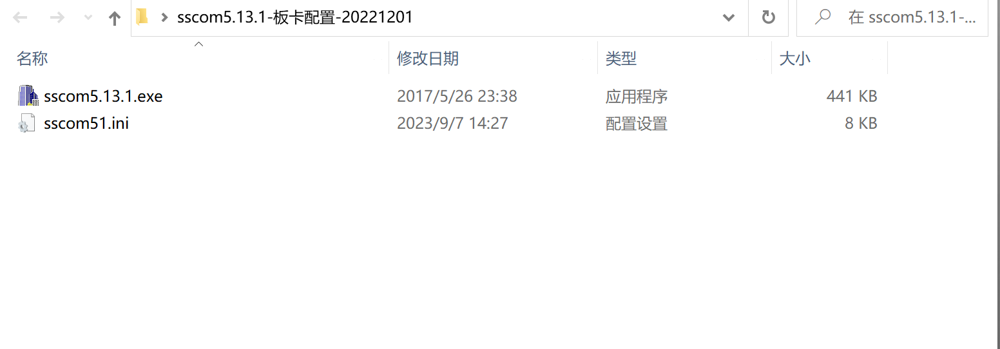 sscom5.13.1-板卡配置-20221201 在 sscom5.13.1-...
名称 修改日期 类型 大小
sscom5.13.1.exe 2017/5/26 23:38 应用程序 441 KB
sscom51.ini 2023/9/7 14:27 配置设置 8 KB